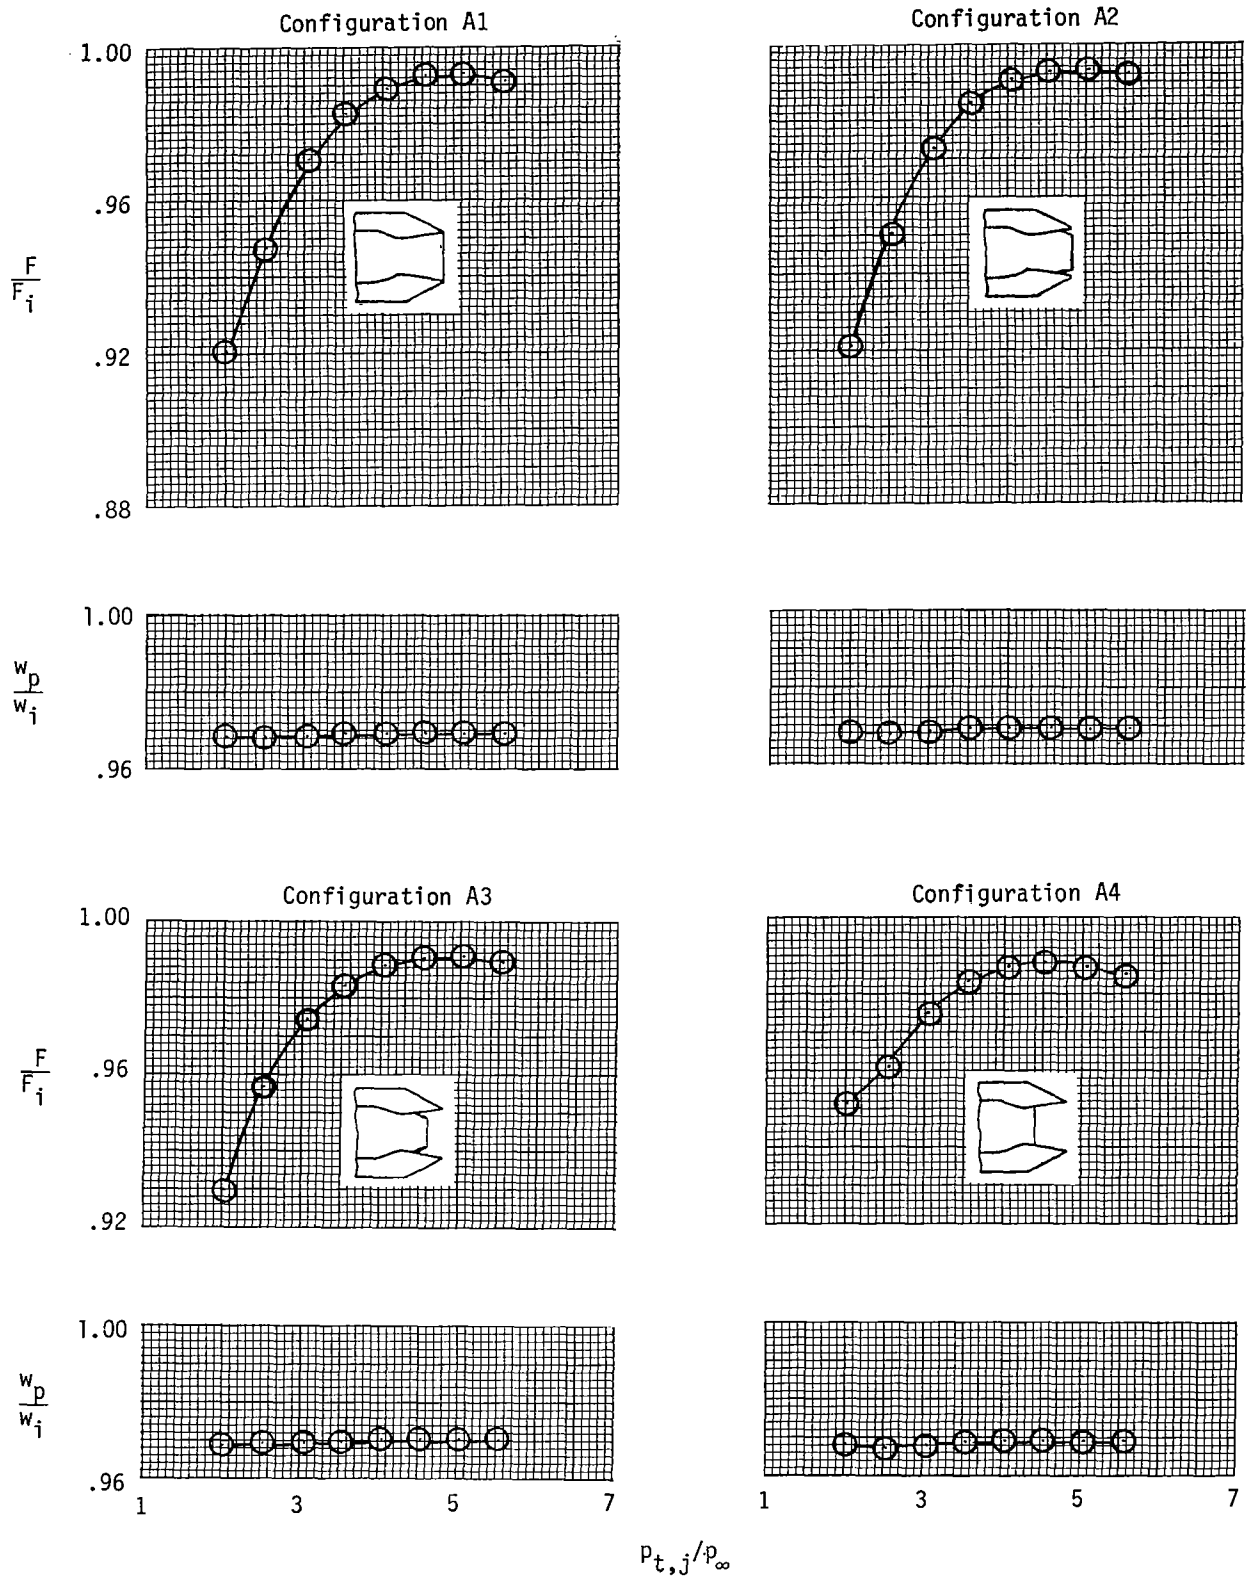 Configuration A1
Configuration A2
1.00
.96
F
F_i
.92
.88
1.00
w_p
w_i
.96
Configuration A3
Configuration A4
1.00
.96
F
F_i
.92
1.00
w_p
w_i
.96
1 3 5 7
1 3 5 7
p_t,j/p_∞